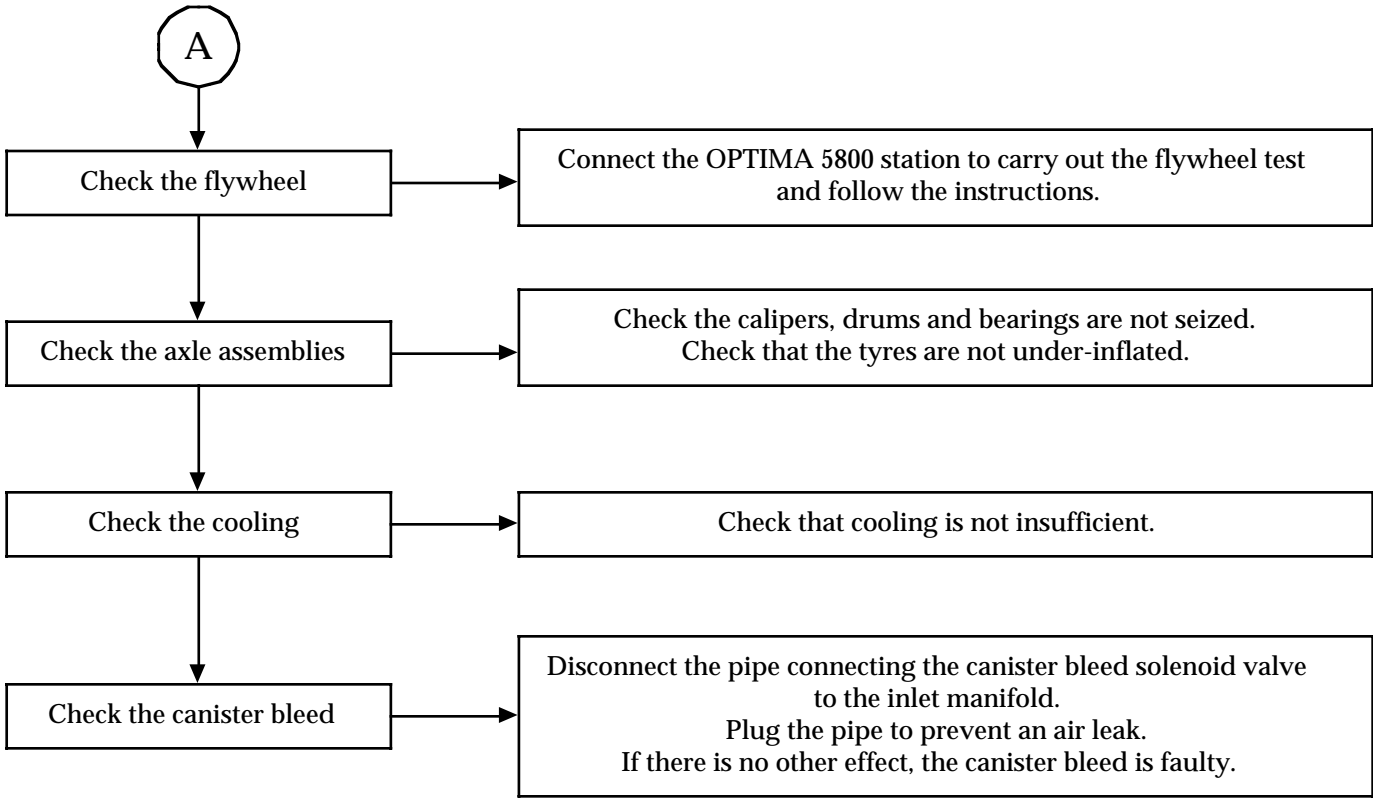 A
Check the flywheel
Connect the OPTIMA 5800 station to carry out the flywheel test
and follow the instructions.
Check the axle assemblies
Check the calipers, drums and bearings are not seized.
Check that the tyres are not under-inflated.
Check the cooling
Check that cooling is not insufficient.
Check the canister bleed
Disconnect the pipe connecting the canister bleed solenoid valve
to the inlet manifold.
Plug the pipe to prevent an air leak.
If there is no other effect, the canister bleed is faulty.